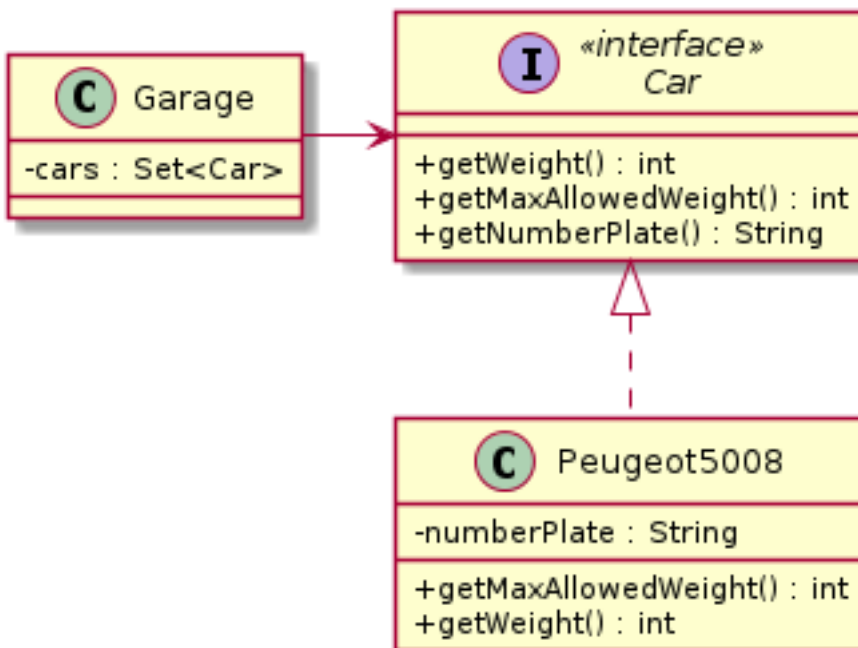 C Garage
-cars : Set<Car>
I «interface»
Car
+getWeight() : int
+getMaxAllowedWeight() : int
+getNumberPlate() : String
C Peugeot5008
-numberPlate : String
+getMaxAllowedWeight() : int
+getWeight() : int